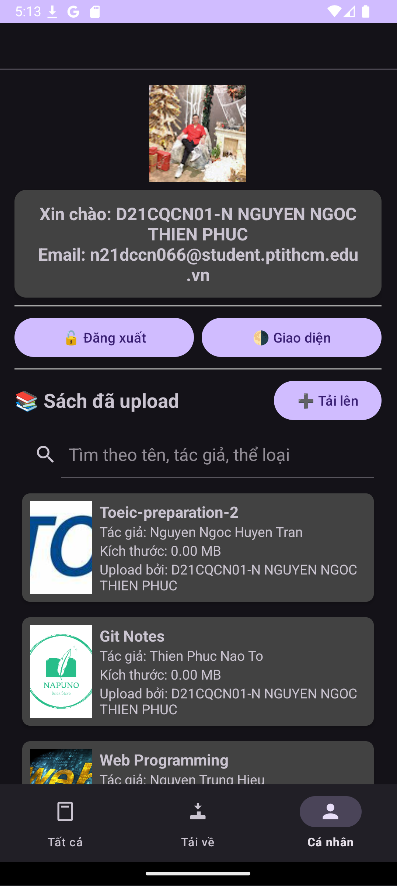 5:13
Xin chào: D21CQCN01-N NGUYEN NGOC
THIEN PHUC
Email: n21dccn066@student.ptithcm.edu
.vn
Đăng xuất
Giao diện
Sách đã upload
Tải lên
Tìm theo tên, tác giả, thể loại
TO
Toeic-preparation-2
Tác giả: Nguyen Ngoc Huyen Tran
Kích thước: 0.00 MB
Upload bởi: D21CQCN01-N NGUYEN NGOC
THIEN PHUC
NAPUNO
Git Notes
Tác giả: Thien Phuc Nao To
Kích thước: 0.00 MB
Upload bởi: D21CQCN01-N NGUYEN NGOC
THIEN PHUC
Web
Web Programming
Tác giả: Nguyen Trung Hieu
Tất cả
Tải về
Cá nhân